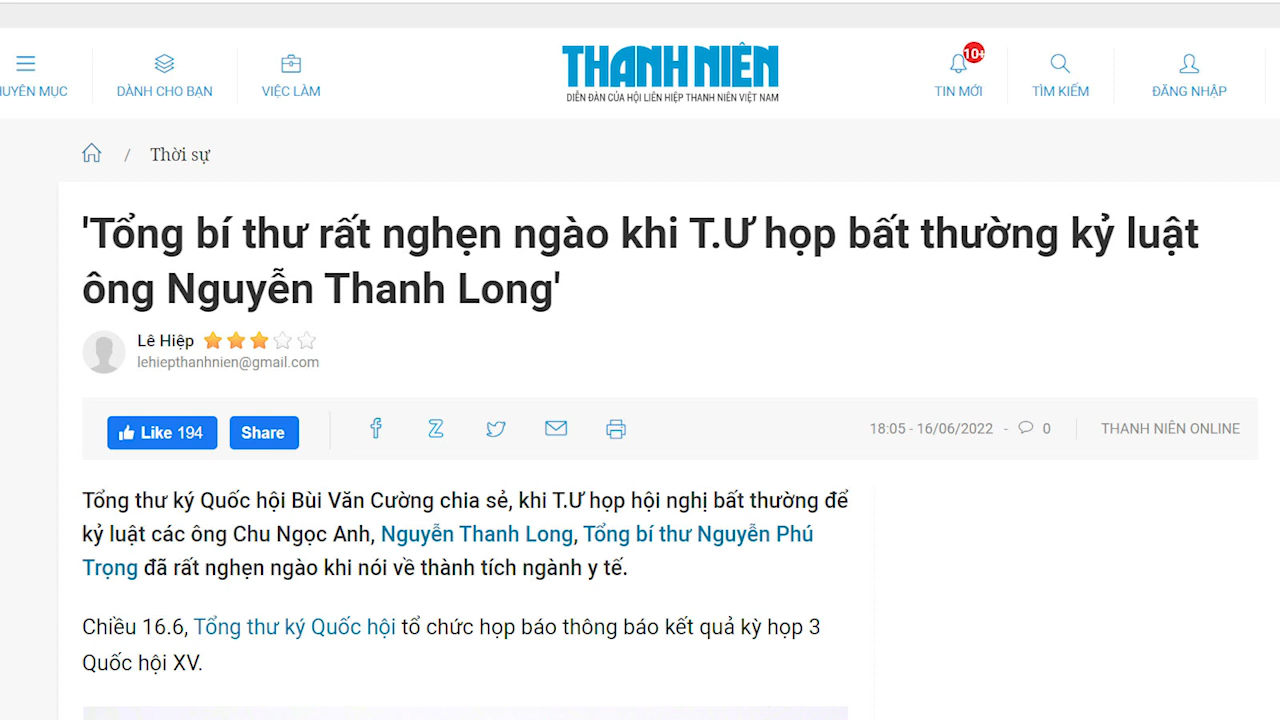 UYÊN MỤC
DÀNH CHO BẠN
VIỆC LÀM
THANH NIÊN
DIỄN ĐÀN CỦA HỘI LIÊN HIỆP THANH NIÊN VIỆT NAM
10+
TIN MỚI
TÌM KIẾM
ĐĂNG NHẬP
/ Thời sự
'Tổng bí thư rất nghẹn ngào khi T.Ư họp bất thường kỷ luật
ông Nguyễn Thanh Long'
Lê Hiệp
lehiepthanhnien@gmail.com
Like 194
Share
18:05 - 16/06/2022 - 0
THANH NIÊN ONLINE
Tổng thư ký Quốc hội Bùi Văn Cường chia sẻ, khi T.Ư họp hội nghị bất thường để
kỷ luật các ông Chu Ngọc Anh, Nguyễn Thanh Long, Tổng bí thư Nguyễn Phú
Trọng đã rất nghẹn ngào khi nói về thành tích ngành y tế.
Chiều 16.6, Tổng thư ký Quốc hội tổ chức họp báo thông báo kết quả kỳ họp 3
Quốc hội XV.